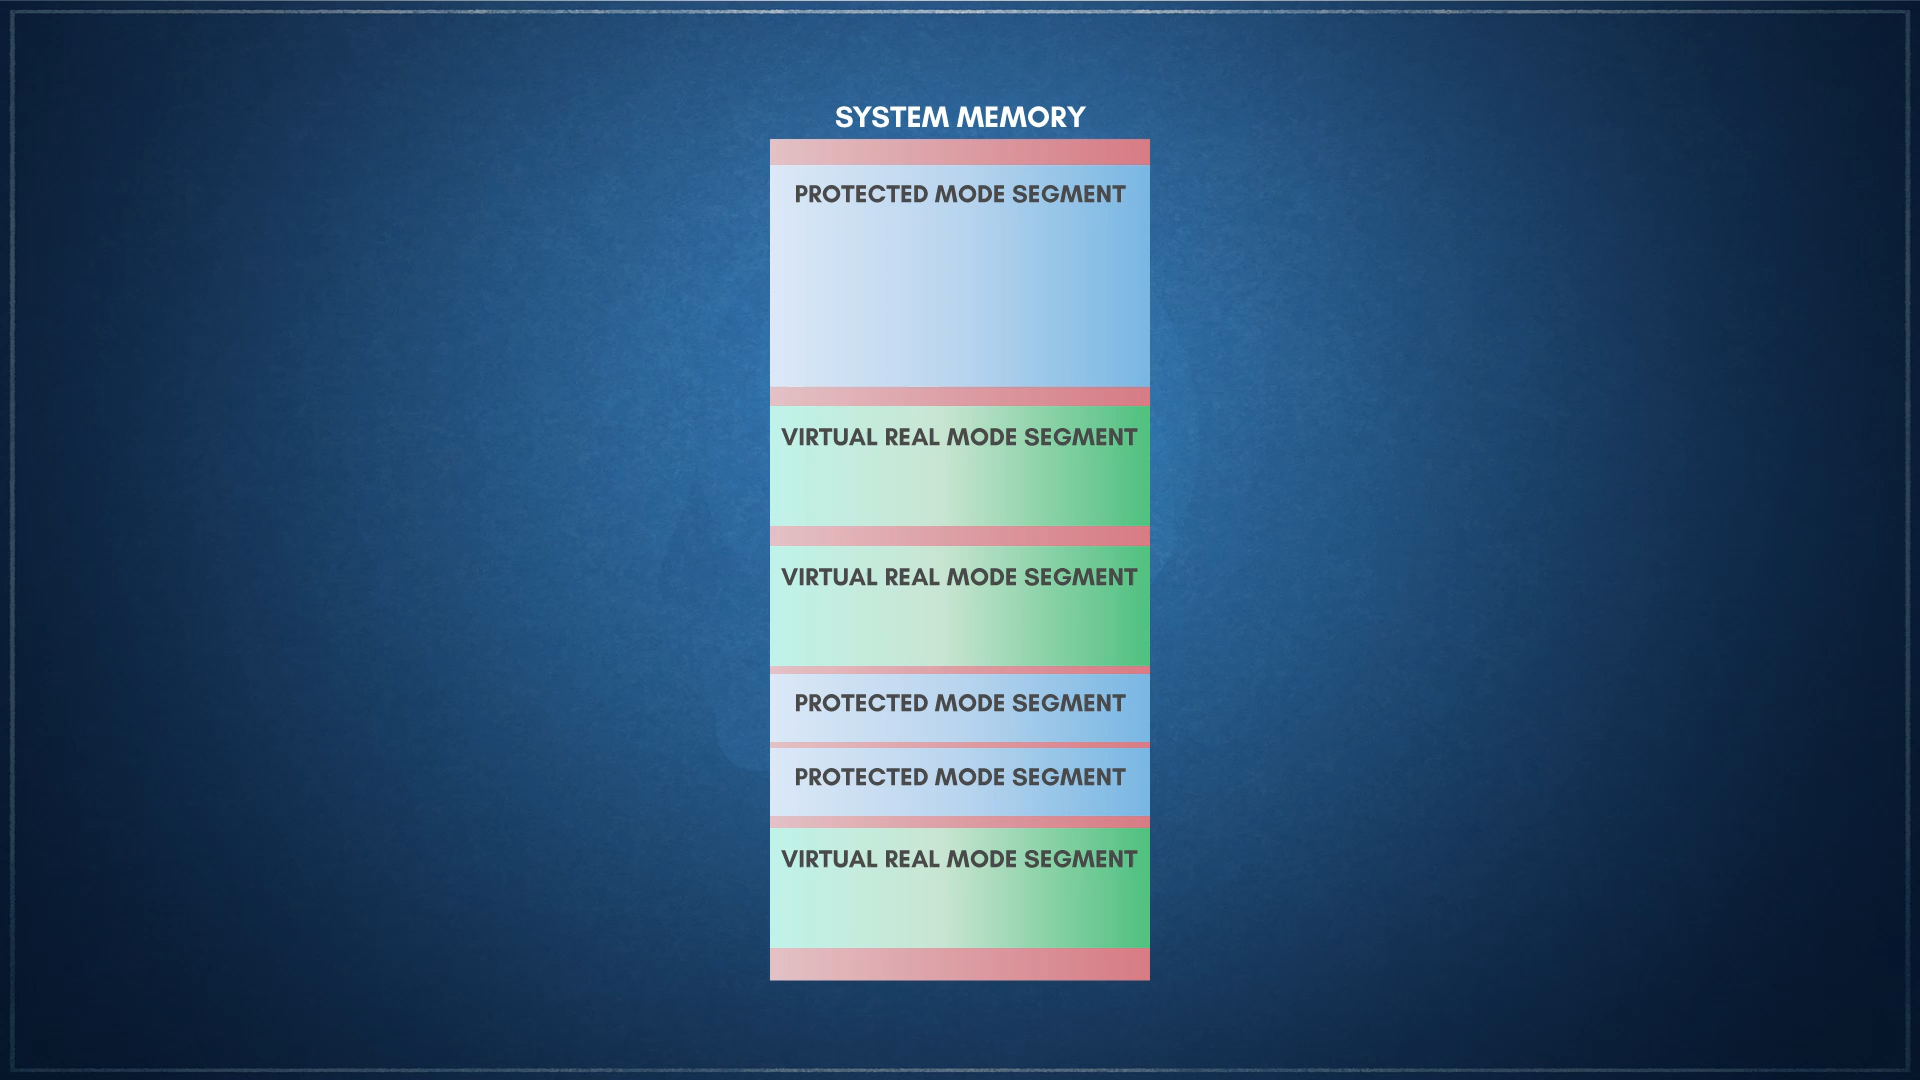 SYSTEM MEMORY
PROTECTED MODE SEGMENT
VIRTUAL REAL MODE SEGMENT
VIRTUAL REAL MODE SEGMENT
PROTECTED MODE SEGMENT
PROTECTED MODE SEGMENT
VIRTUAL REAL MODE SEGMENT